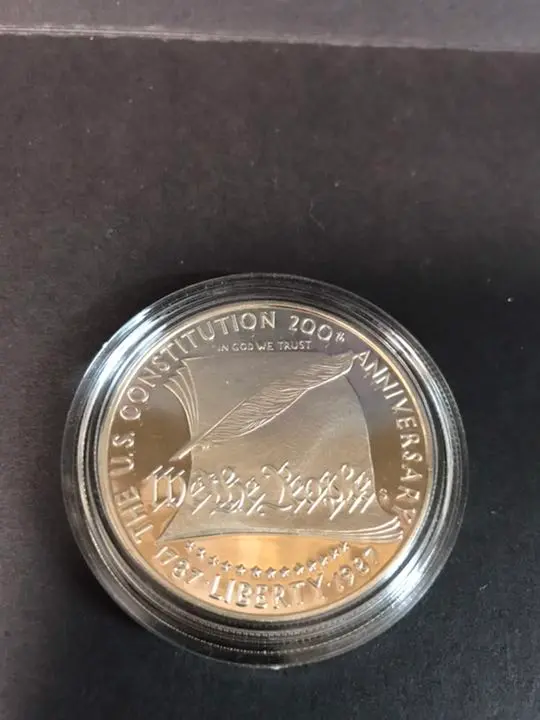 THE U.S. CONSTITUTION 200th ANNIVERSARY
IN GOD WE TRUST
We the People
S
1787 LIBERTY 1987